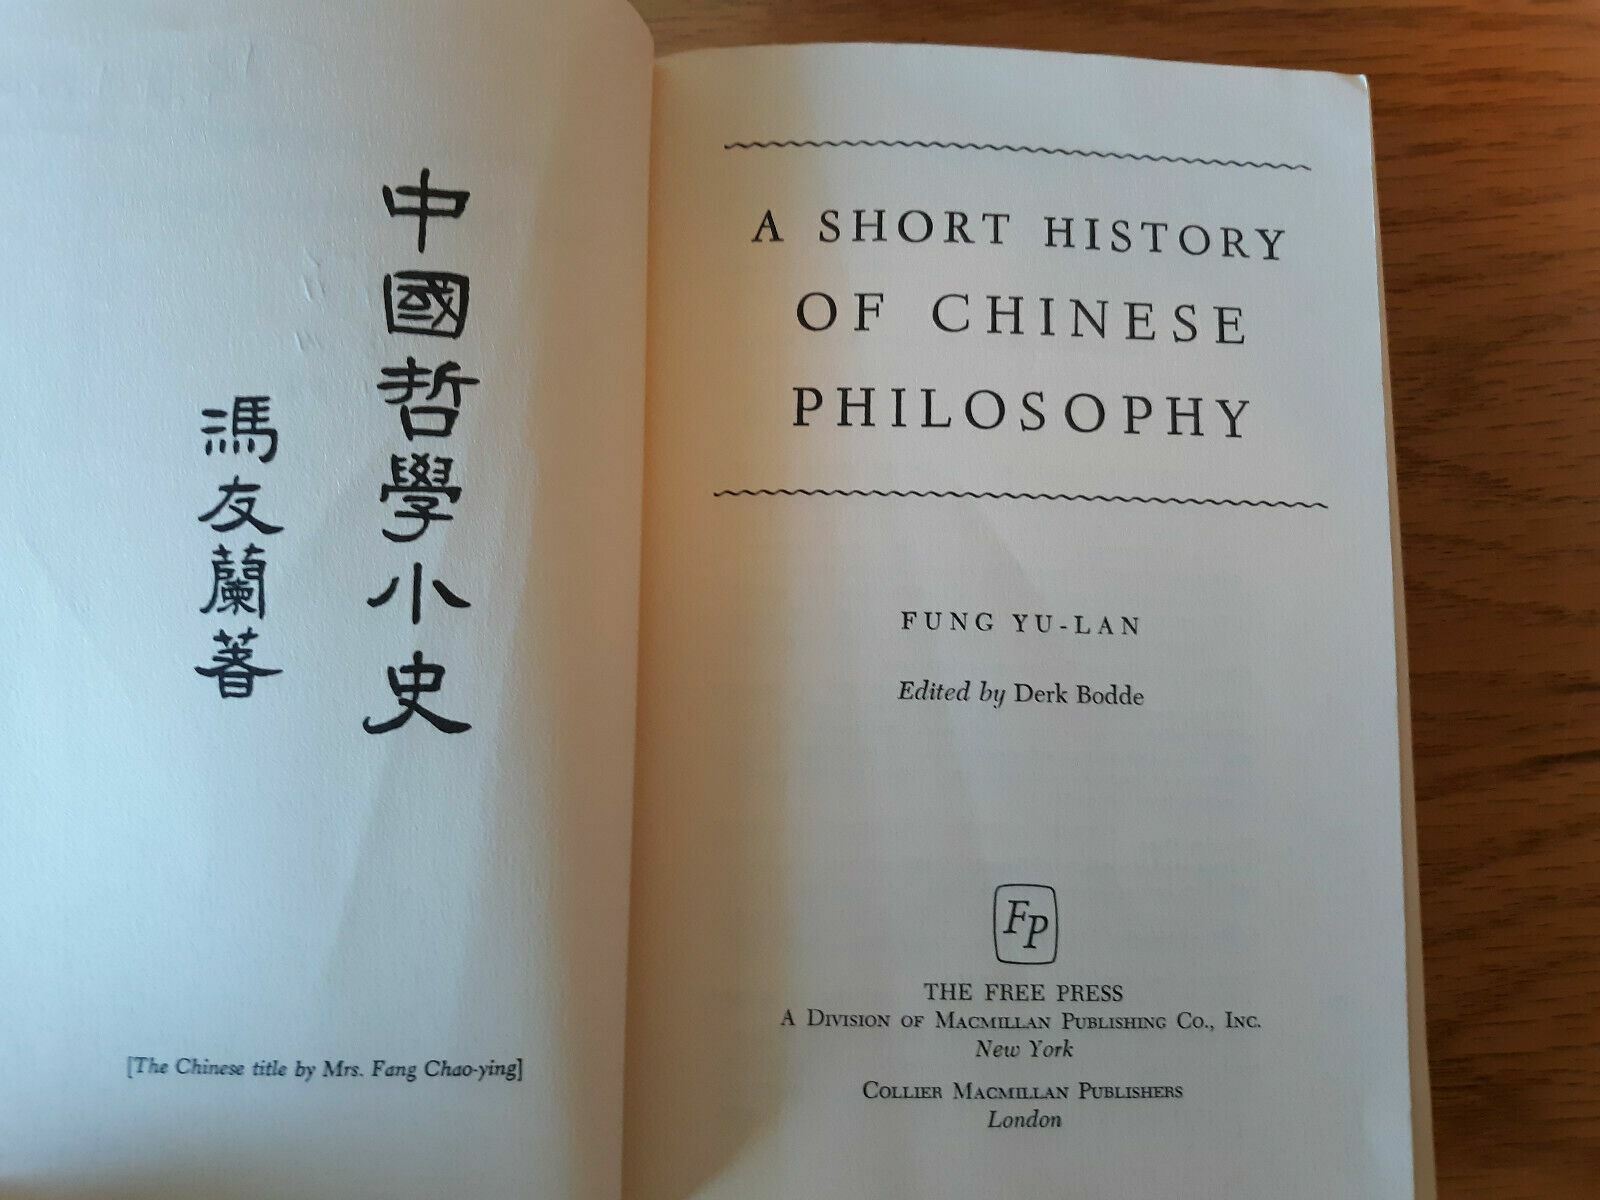 中國哲學小史
馮友蘭著
[The Chinese title by Mrs. Fang Chao-ying]
A SHORT HISTORY
OF CHINESE
PHILOSOPHY
FUNG YU-LAN
Edited by Derk Bodde
FP
THE FREE PRESS
A DIVISION OF MACMILLAN PUBLISHING CO., INC.
New York
COLLIER MACMILLAN PUBLISHERS
London